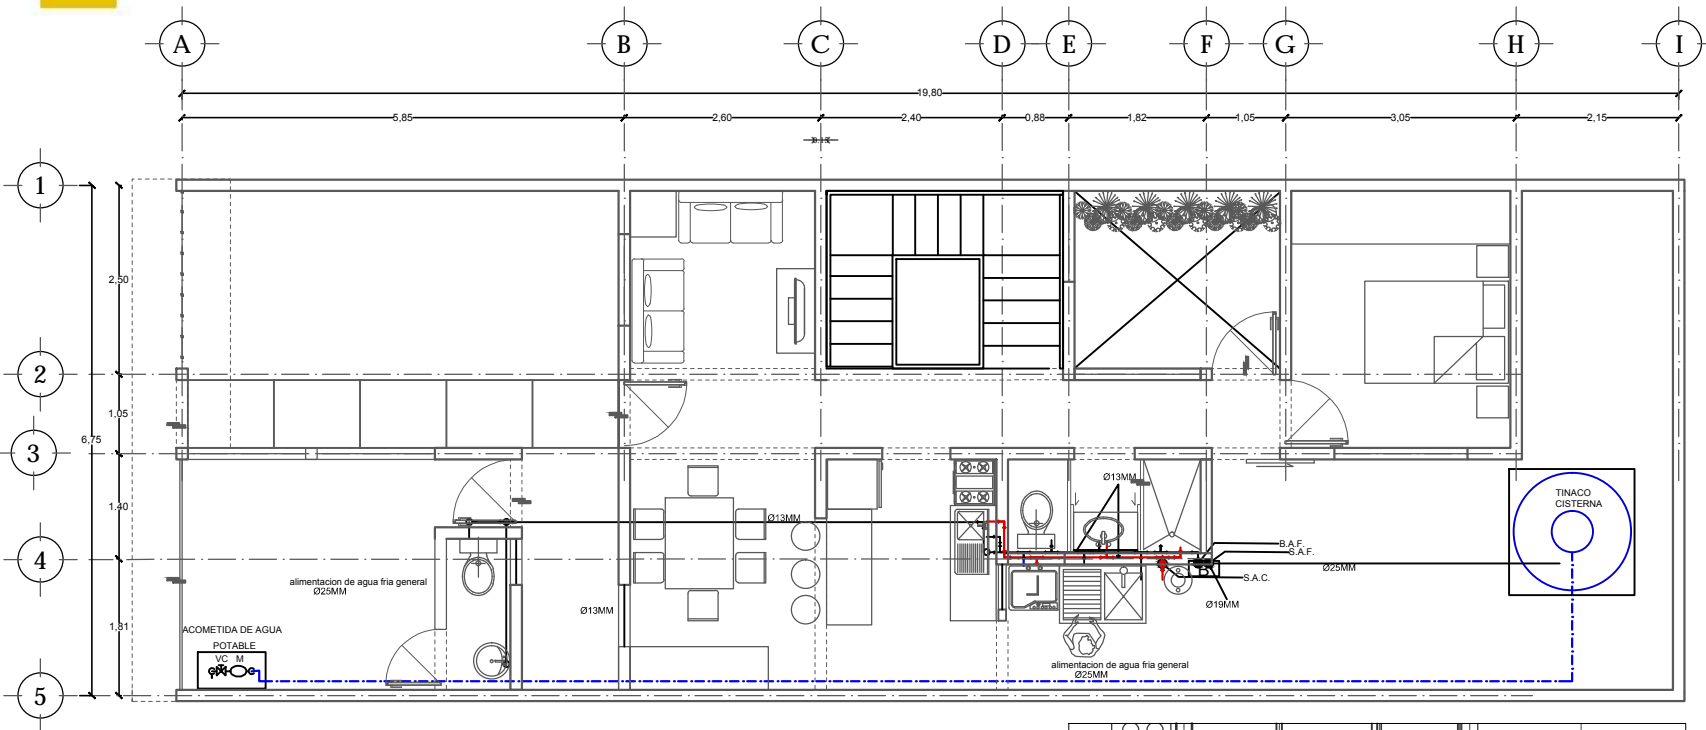 A
B
C
D
E
F
G
H
I
19,80
5,85
2,60
2,40
0,88
1,82
1,05
3,05
2,15
0.15
1
2
3
4
5
2,50
1,05
6,75
1.40
1,81
Ø13MM
Ø13MM
TINACO
CISTERNA
B.A.F.
S.A.F.
Ø25MM
S.A.C.
B
Ø19MM
alimentacion de agua fria general
Ø25MM
Ø13MM
ACOMETIDA DE AGUA
POTABLE
VC M
alimentacion de agua fria general
Ø25MM